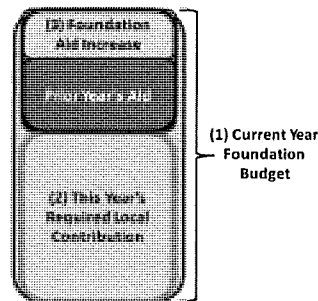 (3) Foundation
Aid Increase
Prior Year's Aid
(1) Current Year
Foundation
Budget
(2) This Year's
Required Local
Contribution